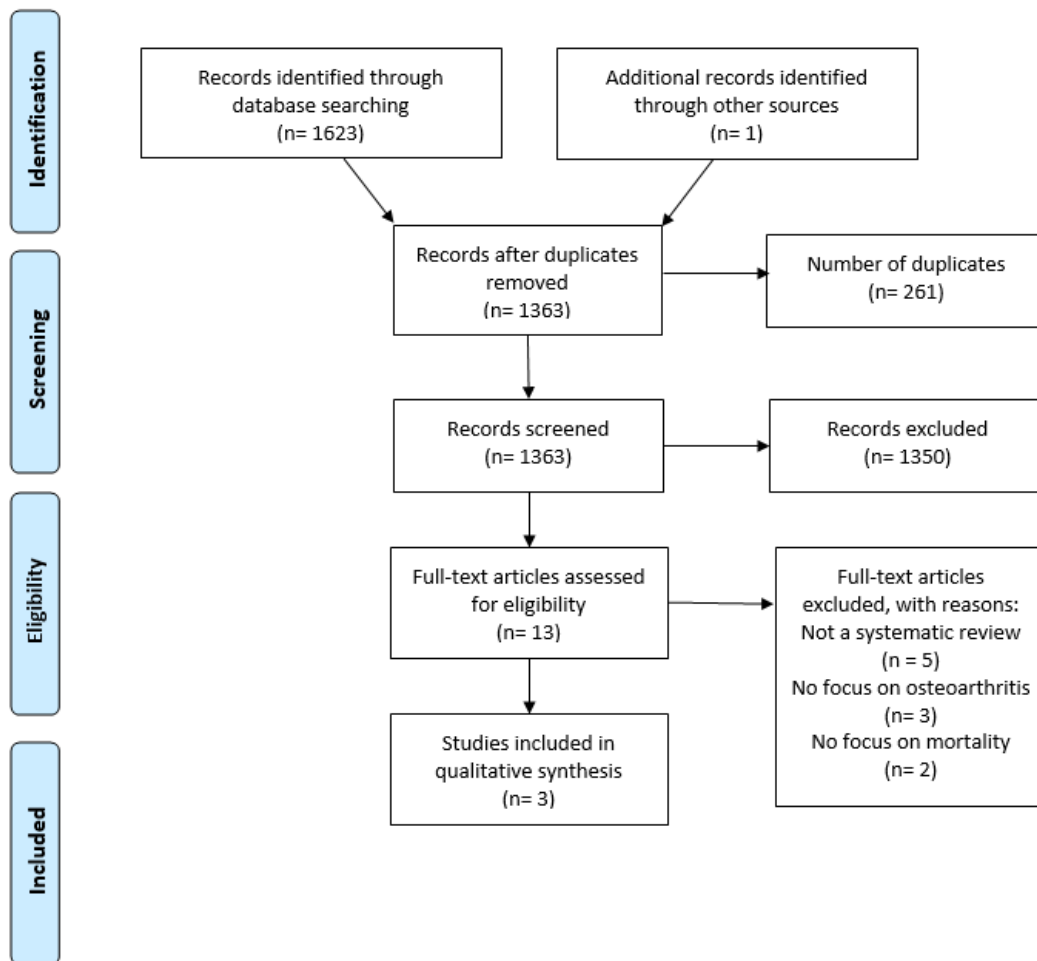 Identification
Records identified through
database searching
(n= 1623)
Additional records identified
through other sources
(n= 1)
Screening
Records after duplicates
removed
(n= 1363)
Number of duplicates
(n= 261)
Records screened
(n= 1363)
Records excluded
(n= 1350)
Eligibility
Full-text articles assessed
for eligibility
(n= 13)
Full-text articles
excluded, with reasons:
Not a systematic review
(n = 5)
No focus on osteoarthritis
(n= 3)
No focus on mortality
(n= 2)
Included
Studies included in
qualitative synthesis
(n= 3)